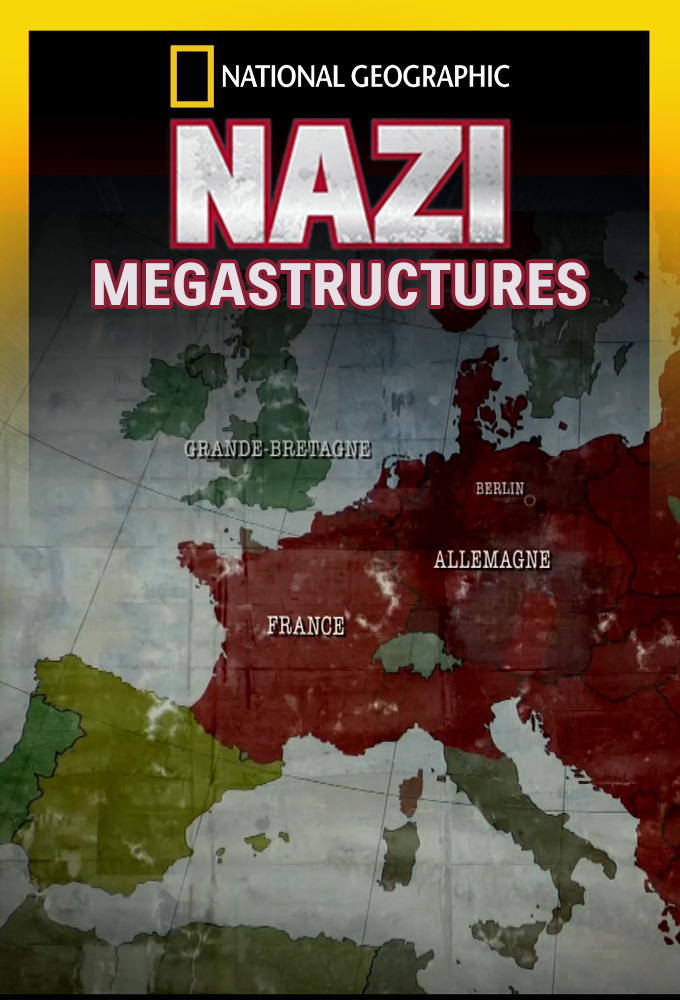 NATIONAL GEOGRAPHIC
NAZI
MEGASTRUCTURES
GRANDE-BRETAGNE
BERLIN
ALLEMAGNE
FRANCE